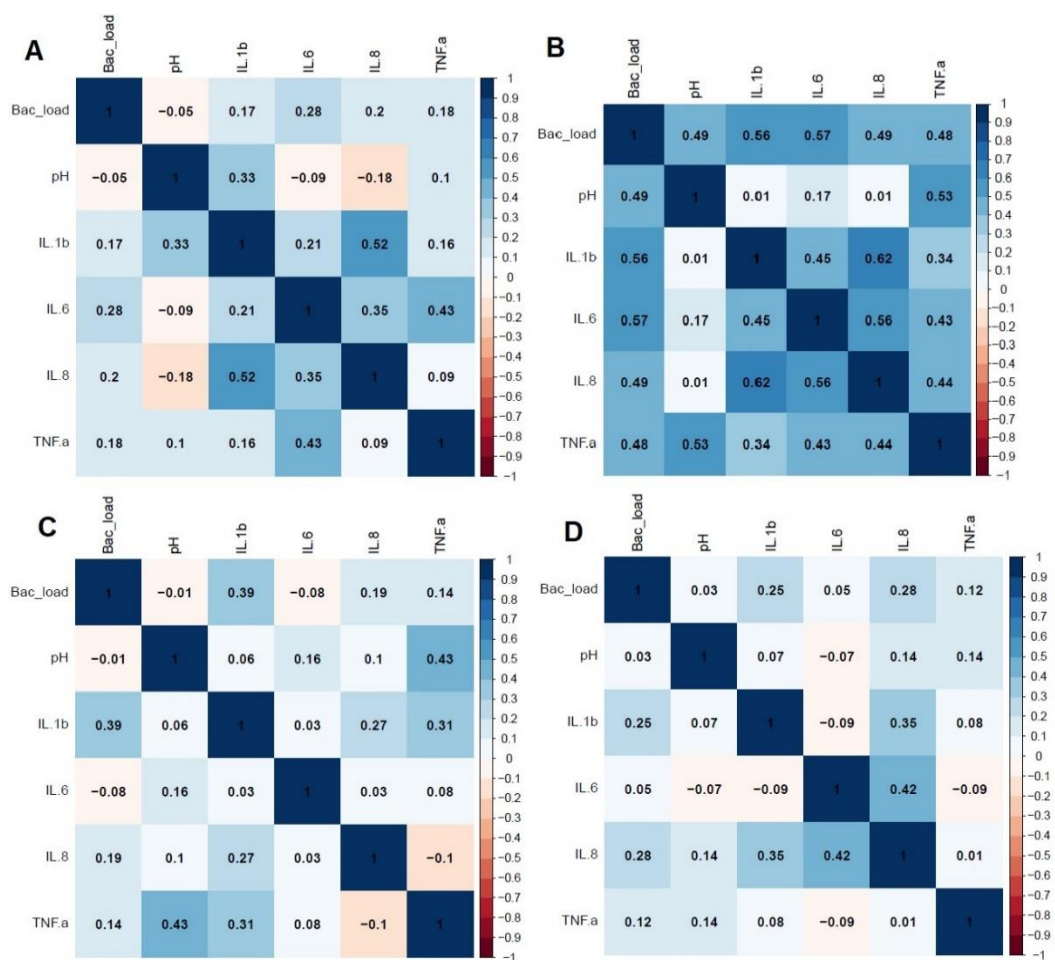 A
Bac_load pH IL.1b IL.6 IL.8 TNF.a
Bac_load 1 −0.05 0.17 0.28 0.2 0.18
pH −0.05 1 0.33 −0.09 −0.18 0.1
IL.1b 0.17 0.33 1 0.21 0.52 0.16
IL.6 0.28 −0.09 0.21 1 0.35 0.43
IL.8 0.2 −0.18 0.52 0.35 1 0.09
TNF.a 0.18 0.1 0.16 0.43 0.09 1
1
0.9
0.8
0.7
0.6
0.5
0.4
0.3
0.2
0.1
0
−0.1
−0.2
−0.3
−0.4
−0.5
−0.6
−0.7
−0.8
−0.9
−1
B
Bac_load pH IL.1b IL.6 IL.8 TNF.a
Bac_load 1 0.49 0.56 0.57 0.49 0.48
pH 0.49 1 0.01 0.17 0.01 0.53
IL.1b 0.56 0.01 1 0.45 0.62 0.34
IL.6 0.57 0.17 0.45 1 0.56 0.43
IL.8 0.49 0.01 0.62 0.56 1 0.44
TNF.a 0.48 0.53 0.34 0.43 0.44 1
1
0.9
0.8
0.7
0.6
0.5
0.4
0.3
0.2
0.1
0
−0.1
−0.2
−0.3
−0.4
−0.5
−0.6
−0.7
−0.8
−0.9
−1
C
Bac_load pH IL.1b IL.6 IL.8 TNF.a
Bac_load 1 −0.01 0.39 −0.08 0.19 0.14
pH −0.01 1 0.06 0.16 0.1 0.43
IL.1b 0.39 0.06 1 0.03 0.27 0.31
IL.6 −0.08 0.16 0.03 1 0.03 0.08
IL.8 0.19 0.1 0.27 0.03 1 −0.1
TNF.a 0.14 0.43 0.31 0.08 −0.1 1
1
0.9
0.8
0.7
0.6
0.5
0.4
0.3
0.2
0.1
0
−0.1
−0.2
−0.3
−0.4
−0.5
−0.6
−0.7
−0.8
−0.9
−1
D
Bac_load pH IL.1b IL.6 IL.8 TNF.a
Bac_load 1 0.03 0.25 0.05 0.28 0.12
pH 0.03 1 0.07 −0.07 0.14 0.14
IL.1b 0.25 0.07 1 −0.09 0.35 0.08
IL.6 0.05 −0.07 −0.09 1 0.42 −0.09
IL.8 0.28 0.14 0.35 0.42 1 0.01
TNF.a 0.12 0.14 0.08 −0.09 0.01 1
1
0.9
0.8
0.7
0.6
0.5
0.4
0.3
0.2
0.1
0
−0.1
−0.2
−0.3
−0.4
−0.5
−0.6
−0.7
−0.8
−0.9
−1